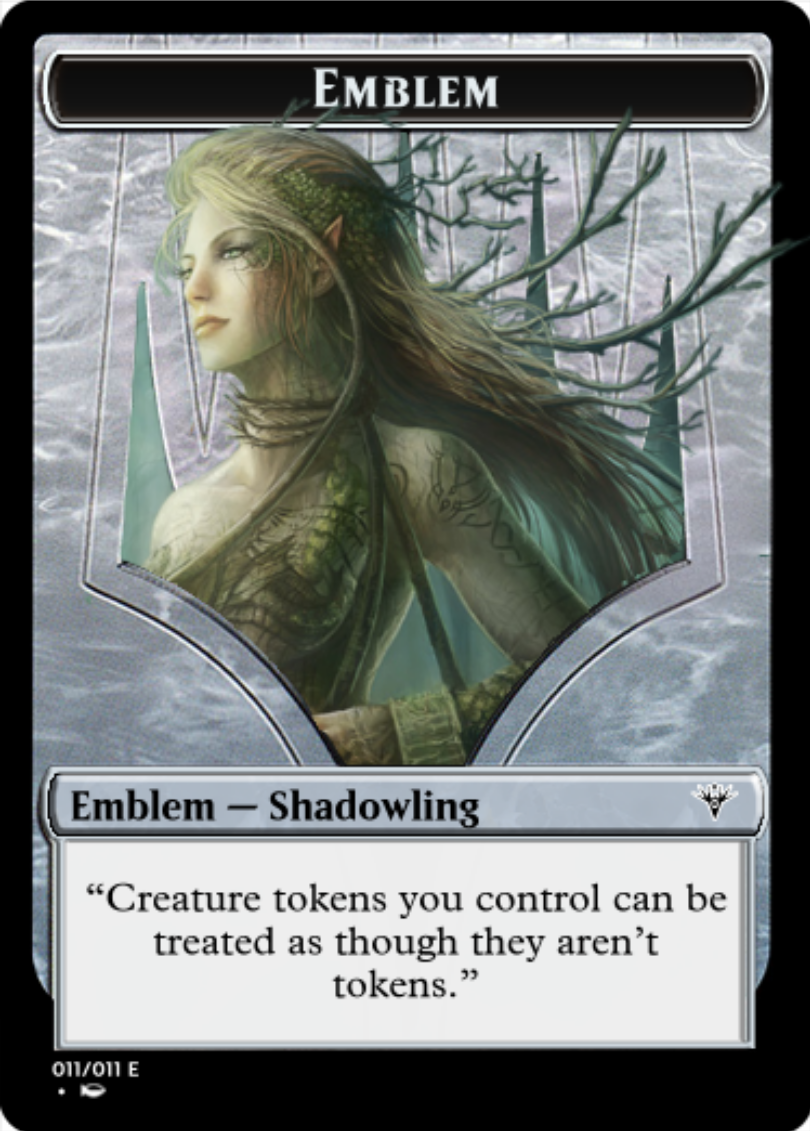 EMBLEM
Emblem — Shadowling
“Creature tokens you control can be
treated as though they aren’t
tokens.”
011/011 E
•